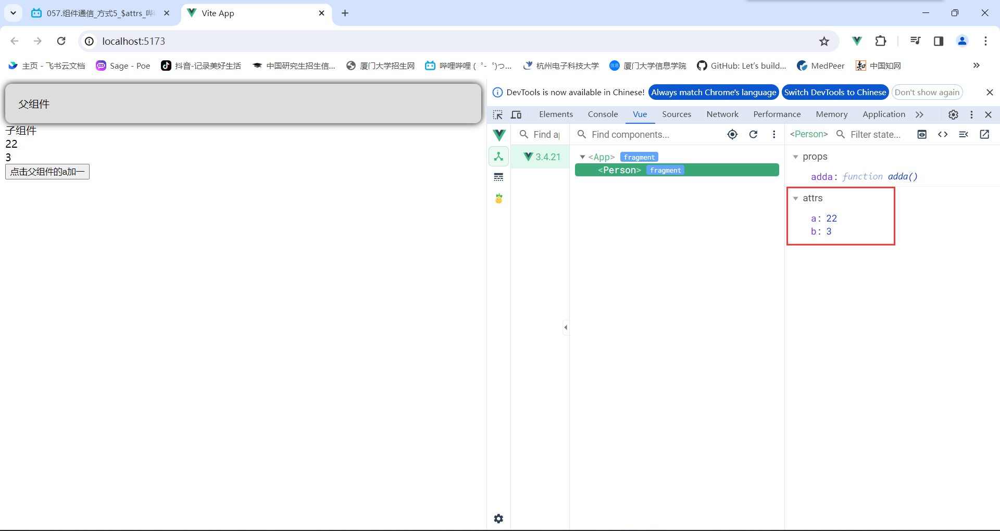 057.组件通信_方式5_$attrs_哔
Vite App
localhost:5173
主页 - 飞书云文档
Sage - Poe
抖音-记录美好生活
中国研究生招生信...
厦门大学招生网
哔哩哔哩 ( ゜- ゜)つ...
杭州电子科技大学
信息
厦门大学信息学院
GitHub: Let's build...
MedPeer
知
中国知网
父组件
子组件
22
3
点击父组件的a加一
DevTools is now available in Chinese!
Always match Chrome's language
Switch DevTools to Chinese
Don't show again
Elements
Console
Vue
Sources
Network
Performance
Memory
Application
Find a
Find components...
<Person>
Filter state...
3.4.21
<App> fragment
<Person> fragment
props
adda: function adda()
attrs
a: 22
b: 3